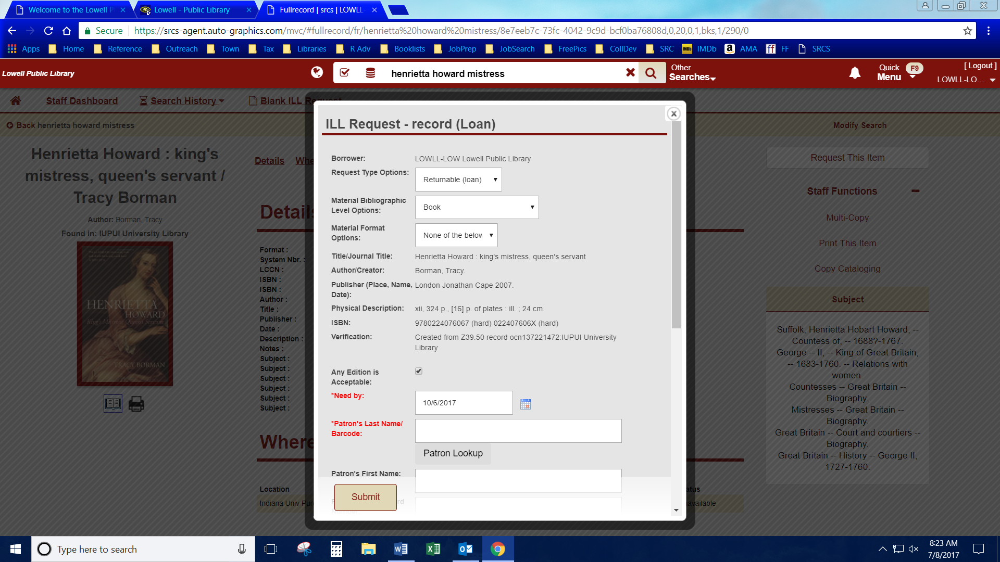 Welcome to the Lowell P
Lowell - Public Library
Fullrecord | srcs | LOWLL-
Secure
https://srcs-agent.auto-graphics.com/mvc/#fullrecord/fr/henrietta%20howard%20mistress/8e7eeb7c-73fc-4042-9c9d-bcf0ba76808d,0,20,0,1,bks,1/290/0
Apps Home Reference Outreach Town Tax Libraries R Adv Booklists JobPrep JobSearch FreePics CollDev SRC IMDb IMDb a AMA ff FF SRCS
Lowell Public Library
henrietta howard mistress
Other
Searches
Quick
Menu
F9
[ Logout ]
LOWLL-LO...
Staff Dashboard
Search History
Blank ILL Request
Back henrietta howard mistress
Modify Search
Henrietta Howard : king's
mistress, queen's servant /
Tracy Borman
Author: Borman, Tracy
Found in: IUPUI University Library
HENRIETTA
HOWARD
King's Mistress, Queen's Servant
TRACY BORMAN
Details
Details
Format :
System Nbr. :
LCCN :
ISBN :
ISBN :
Author :
Title :
Publisher :
Date :
Description :
Notes :
Subject :
Subject :
Subject :
Subject :
Subject :
Subject :
Where
Location
Indiana Univ Pur
ILL Request - record (Loan)
Borrower: LOWLL-LOW Lowell Public Library
Request Type Options: Returnable (loan)
Material Bibliographic
Level Options: Book
Material Format
Options: None of the below
Title/Journal Title: Henrietta Howard : king's mistress, queen's servant
Author/Creator: Borman, Tracy.
Publisher (Place, Name,
Date): London Jonathan Cape 2007.
Physical Description: xii, 324 p., [16] p. of plates : ill. ; 24 cm.
ISBN: 9780224076067 (hard) 022407606X (hard)
Verification: Created from Z39.50 record ocn137221472:IUPUI University
Library
Any Edition is
Acceptable:
*Need by: 10/6/2017
*Patron's Last Name/
Barcode:
Patron Lookup
Patron's First Name:
Submit
Request This Item
Staff Functions
Multi-Copy
Print This Item
Copy Cataloging
Subject
Suffolk, Henrietta Hobart Howard, --
Countess of, -- 1688?-1767.
George -- II, -- King of Great Britain,
-- 1683-1760. -- Relations with
women.
Countesses -- Great Britain --
Biography.
Mistresses -- Great Britain --
Biography.
Great Britain -- Court and courtiers --
Biography.
Great Britain -- History -- George II,
1727-1760.
Type here to search
8:23 AM
7/8/2017